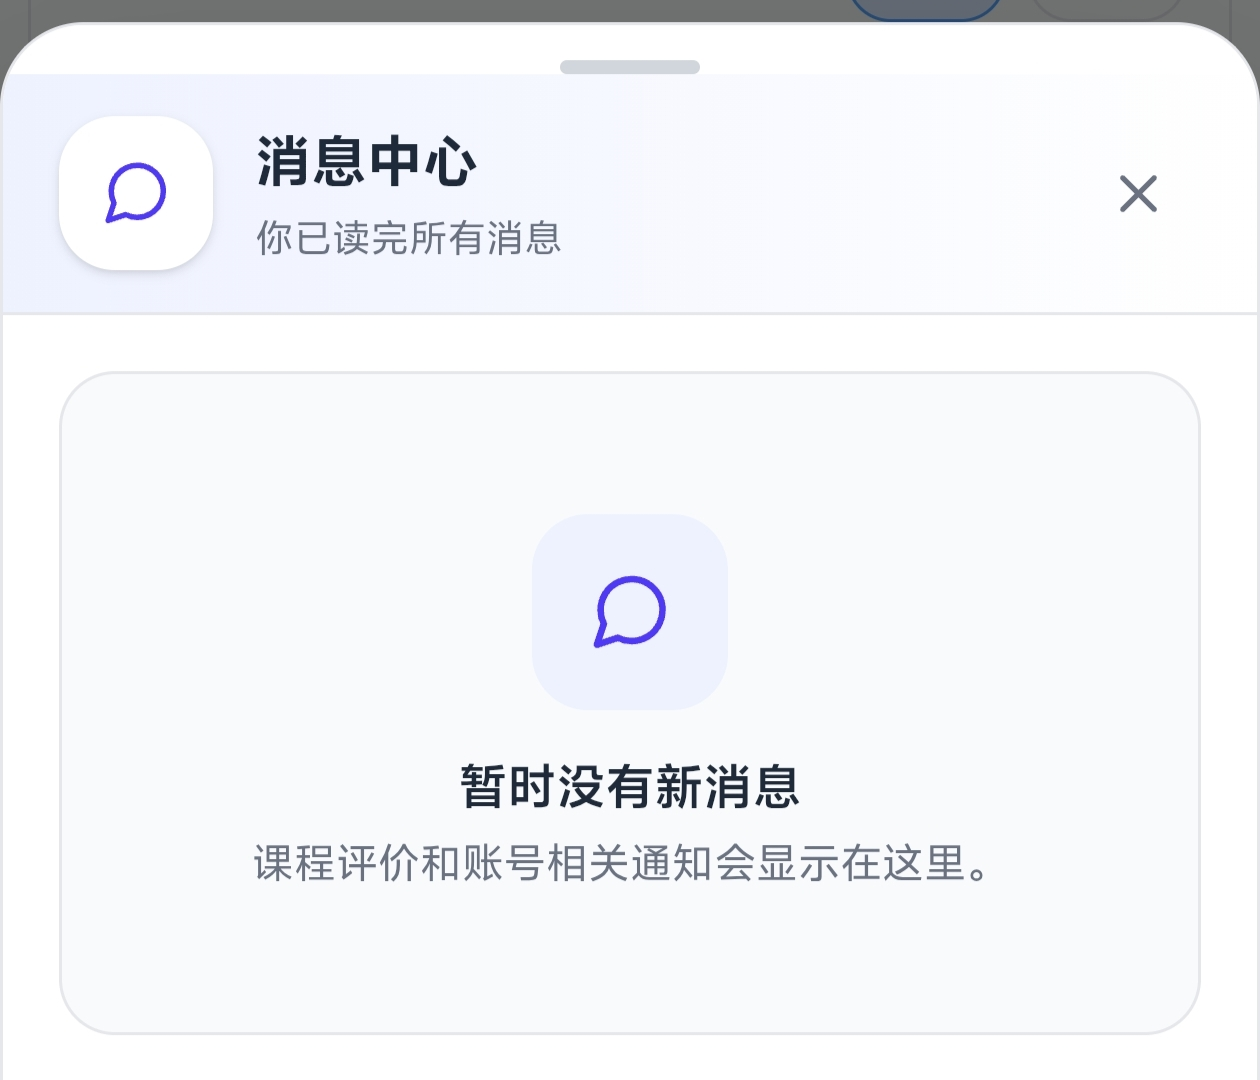 消息中心
你已读完所有消息
暂时没有新消息
课程评价和账号相关通知会显示在这里。